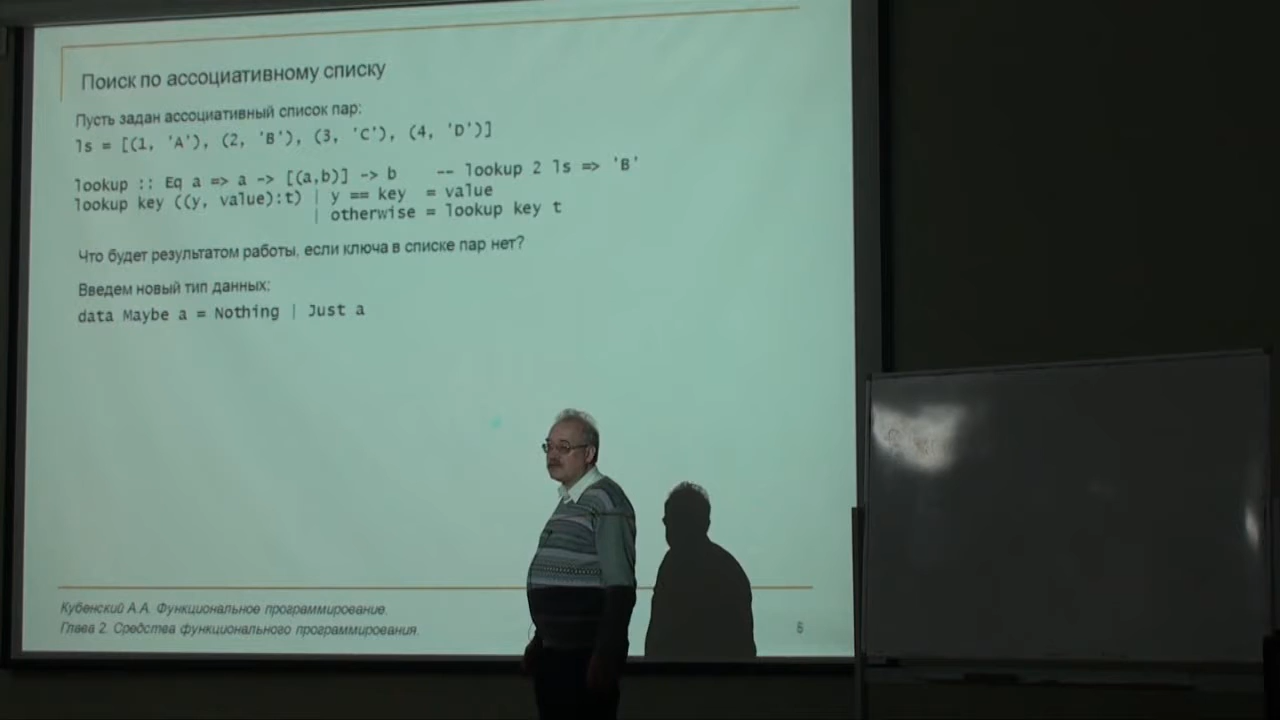 Поиск по ассоциативному списку
Пусть задан ассоциативный список пар:
ls = [(1, 'A'), (2, 'B'), (3, 'C'), (4, 'D')]
lookup :: Eq a => a -> [(a,b)] -> b -- lookup 2 ls => 'B'
lookup key ((y, value):t) | y == key = value
| otherwise = lookup key t
Что будет результатом работы, если ключа в списке пар нет?
Введем новый тип данных:
data Maybe a = Nothing | Just a
Кубенский А.А. Функциональное программирование.
Глава 2. Средства функционального программирования.
6